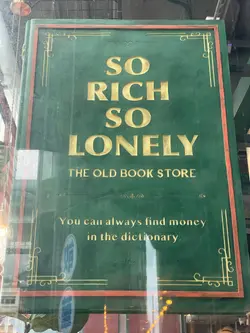 SO
RICH
SO
LONELY
THE OLD BOOK STORE
You can always find money
in the dictionary